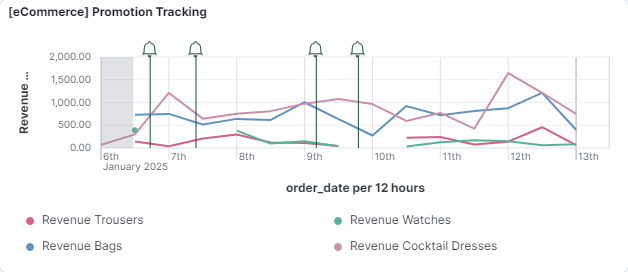 [eCommerce] Promotion Tracking
Revenue ...
2,000.00
1,500.00
1,000.00
500.00
0.00
6th 7th 8th 9th 10th 11th 12th 13th
January 2025
order_date per 12 hours
Revenue Trousers Revenue Watches
Revenue Bags Revenue Cocktail Dresses